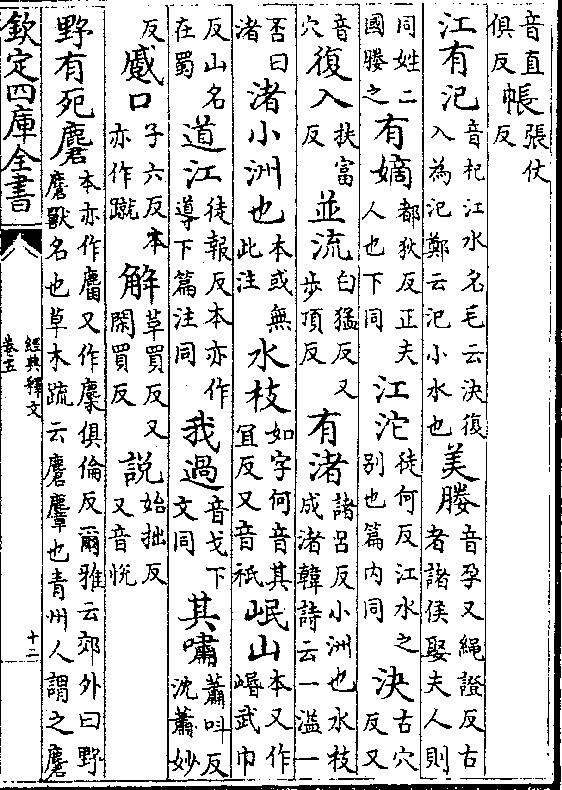 音直俱反帳張仗反
江有汜音杞江水名毛云決復入為汜鄭云汜小水也美媵音孕又繩證反古者諸侯娶夫人則
同姓二國媵之有嫡都狄反正夫人也下同江沱徒何反江水之别也篇内同決古穴反又
音穴復入扶富反並流白猛反又步頂反有渚諸呂反小洲也水枝成渚韓詩云一溢一
否曰渚渚小洲也本或無此注水枝如字何音其宜反又音祇岷山本又作崏武巾
反山名在蜀道江徒報反本亦作導下篇注同我過音戈下文同其嘯蕭呌反沈蕭妙
反慼口子六反本亦作蹴解草買反又閑買反説始拙反又音悅
野有死麕本亦作麏又作麇俱倫反爾雅云郊外曰野麕獸名也草木疏云麕麞也青州人謂之麕
欽定四庫全書
經典釋文
卷五
十二